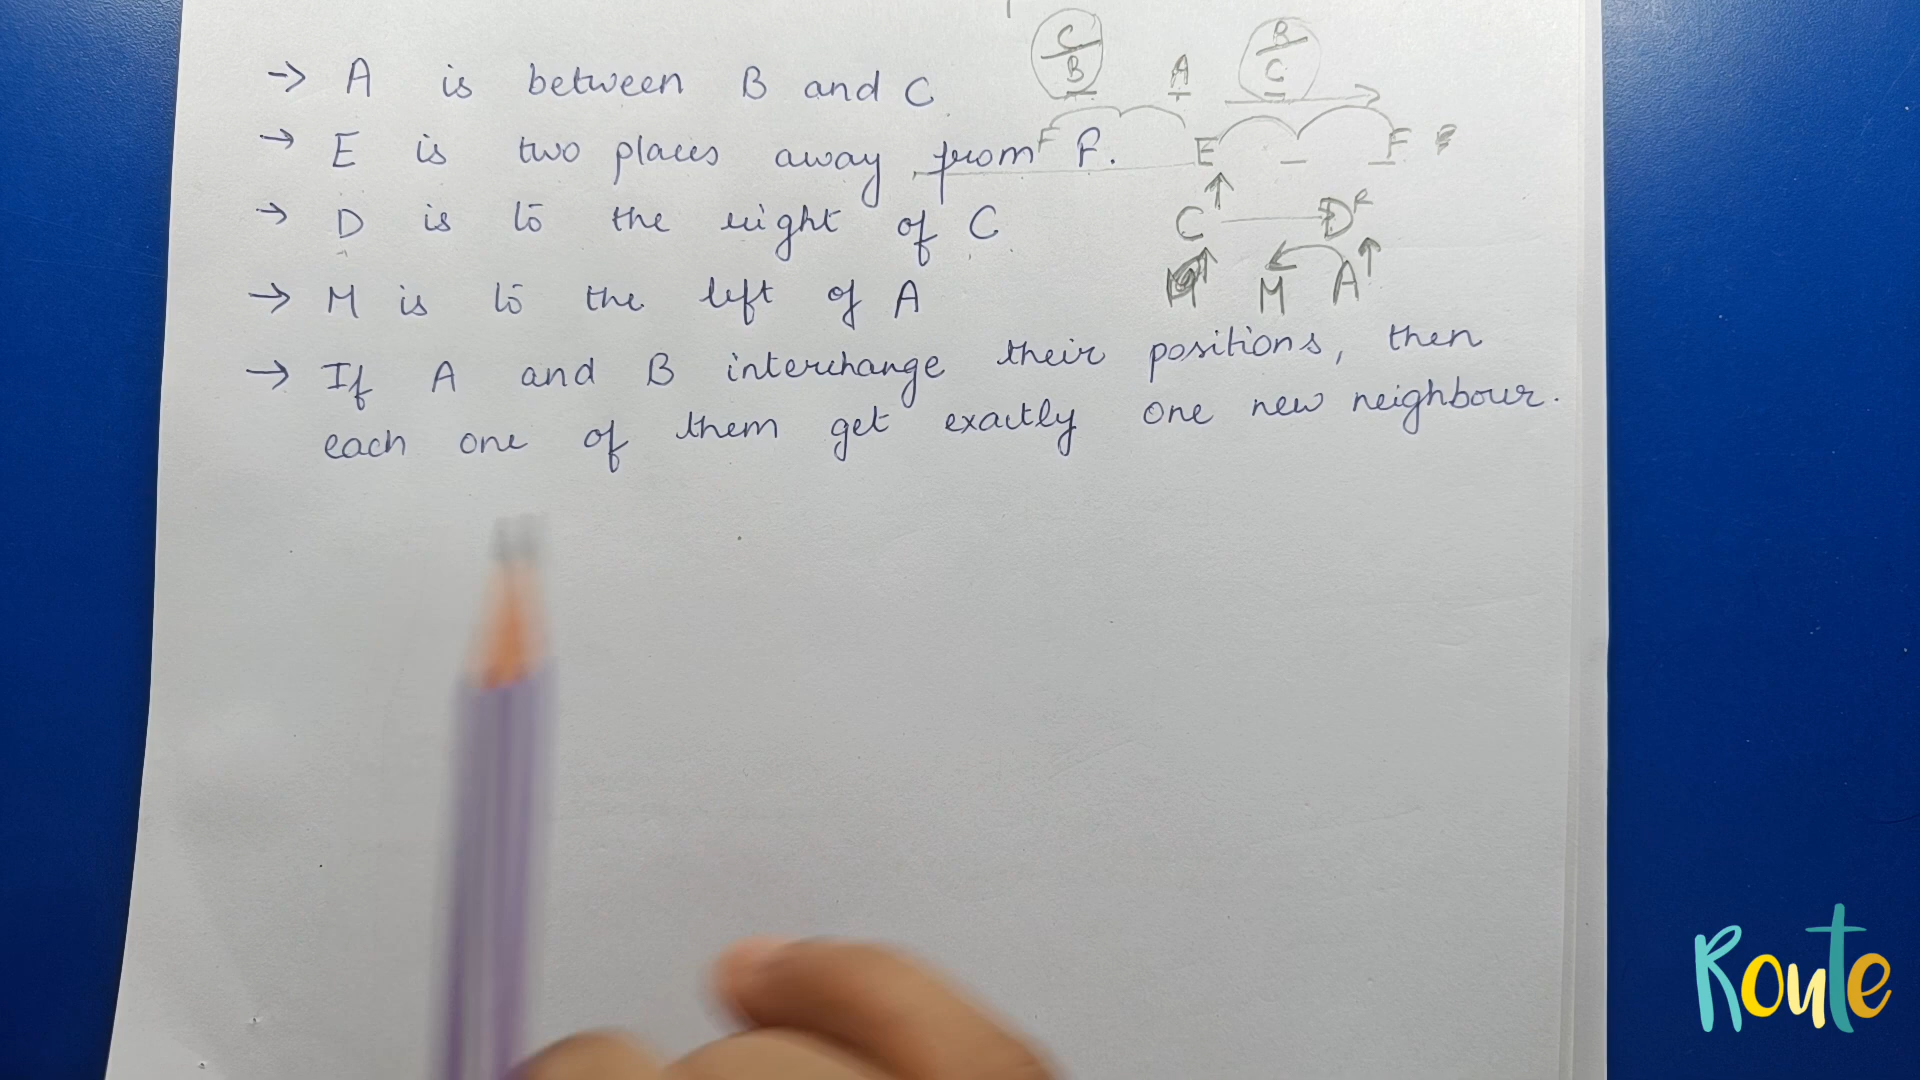 → A is between B and C
→ E is two places away from F.
→ D is to the right of C
→ M is to the left of A
→ If A and B interchange their positions, then
each one of them get exactly one new neighbour.
C B
B A C
F E F
C D
M A
Route